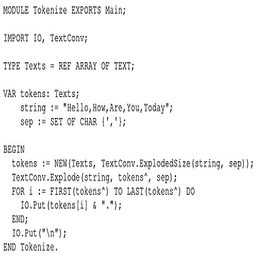 MODULE Tokenize EXPORTS Main;

IMPORT IO, TextConv;

TYPE Texts = REF ARRAY OF TEXT;

VAR tokens: Texts;
    string := "Hello,How,Are,You,Today";
    sep := SET OF CHAR {','};

BEGIN
  tokens := NEW(Texts, TextConv.ExplodedSize(string, sep));
  TextConv.Explode(string, tokens^, sep);
  FOR i := FIRST(tokens^) TO LAST(tokens^) DO
    IO.Put(tokens[i] & ".");
  END;
  IO.Put("\n");
END Tokenize.